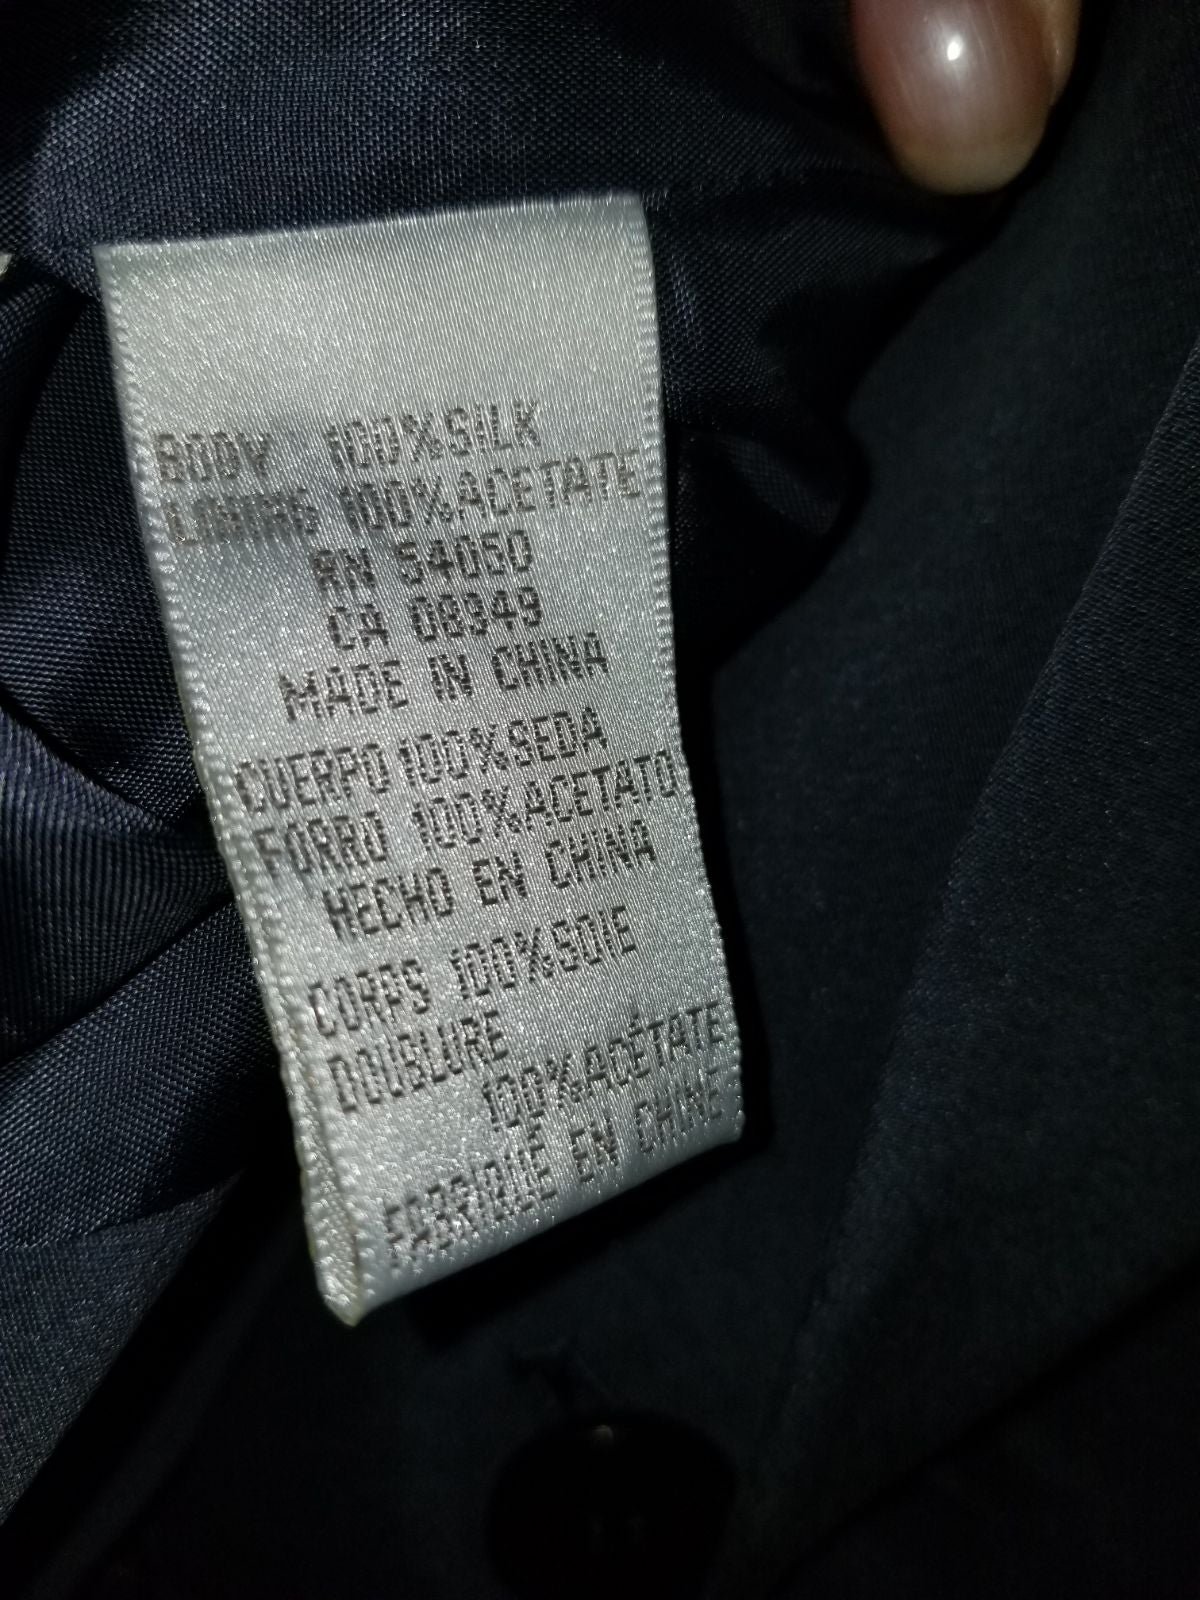 BODY 100%SILK
LINING 100%ACETATE
RN 54050
CA 08949
MADE IN CHINA
CUERPO 100%SEDA
FORRO 100%ACETATO
HECHO EN CHINA
CORPS 100%SOIE
DOUBLURE
100%ACÉTATE
FABRIQUÉ EN CHINE